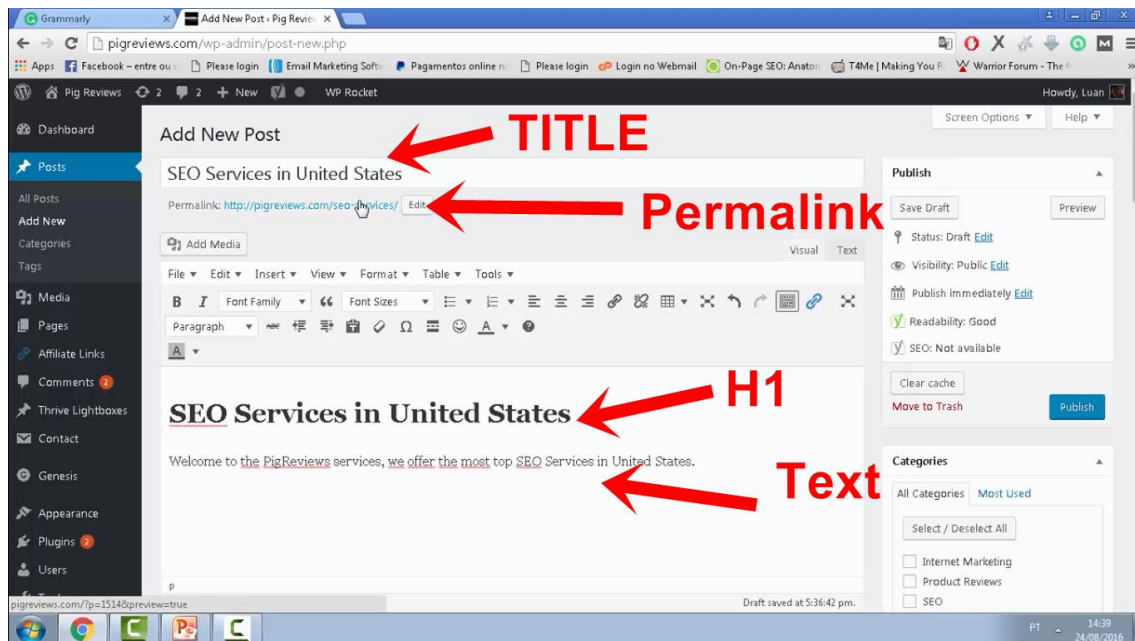 Grammarly
Add New Post ‹ Pig Review
pigreviews.com/wp-admin/post-new.php
Apps Facebook – entre ou c Please login Email Marketing Soft Pagamentos online n Please login Login no Webmail On-Page SEO: Anator T4Me | Making You R Warrior Forum - The
Pig Reviews 2 2 + New WP Rocket Howdy, Luan
Screen Options Help
Dashboard
Posts
All Posts
Add New
Categories
Tags
Media
Pages
Affiliate Links
Comments 2
Thrive Lightboxes
Contact
Genesis
Appearance
Plugins 2
Users
Add New Post
TITLE
SEO Services in United States
Permalink: http://pigreviews.com/seo-services/ Edit
Permalink
Add Media
Visual Text
File Edit Insert View Format Table Tools
B I Font Family Font Sizes
Paragraph ABC Ω A
A
H1
SEO Services in United States
Welcome to the PigReviews services, we offer the most top SEO Services in United States.
Text
P
Draft saved at 5:36:42 pm.
Publish
Save Draft Preview
Status: Draft Edit
Visibility: Public Edit
Publish immediately Edit
Readability: Good
SEO: Not available
Clear cache
Move to Trash Publish
Categories
All Categories Most Used
Select / Deselect All
Internet Marketing
Product Reviews
SEO
pigreviews.com/?p=1514&preview=true
PT 14:39
24/08/2016